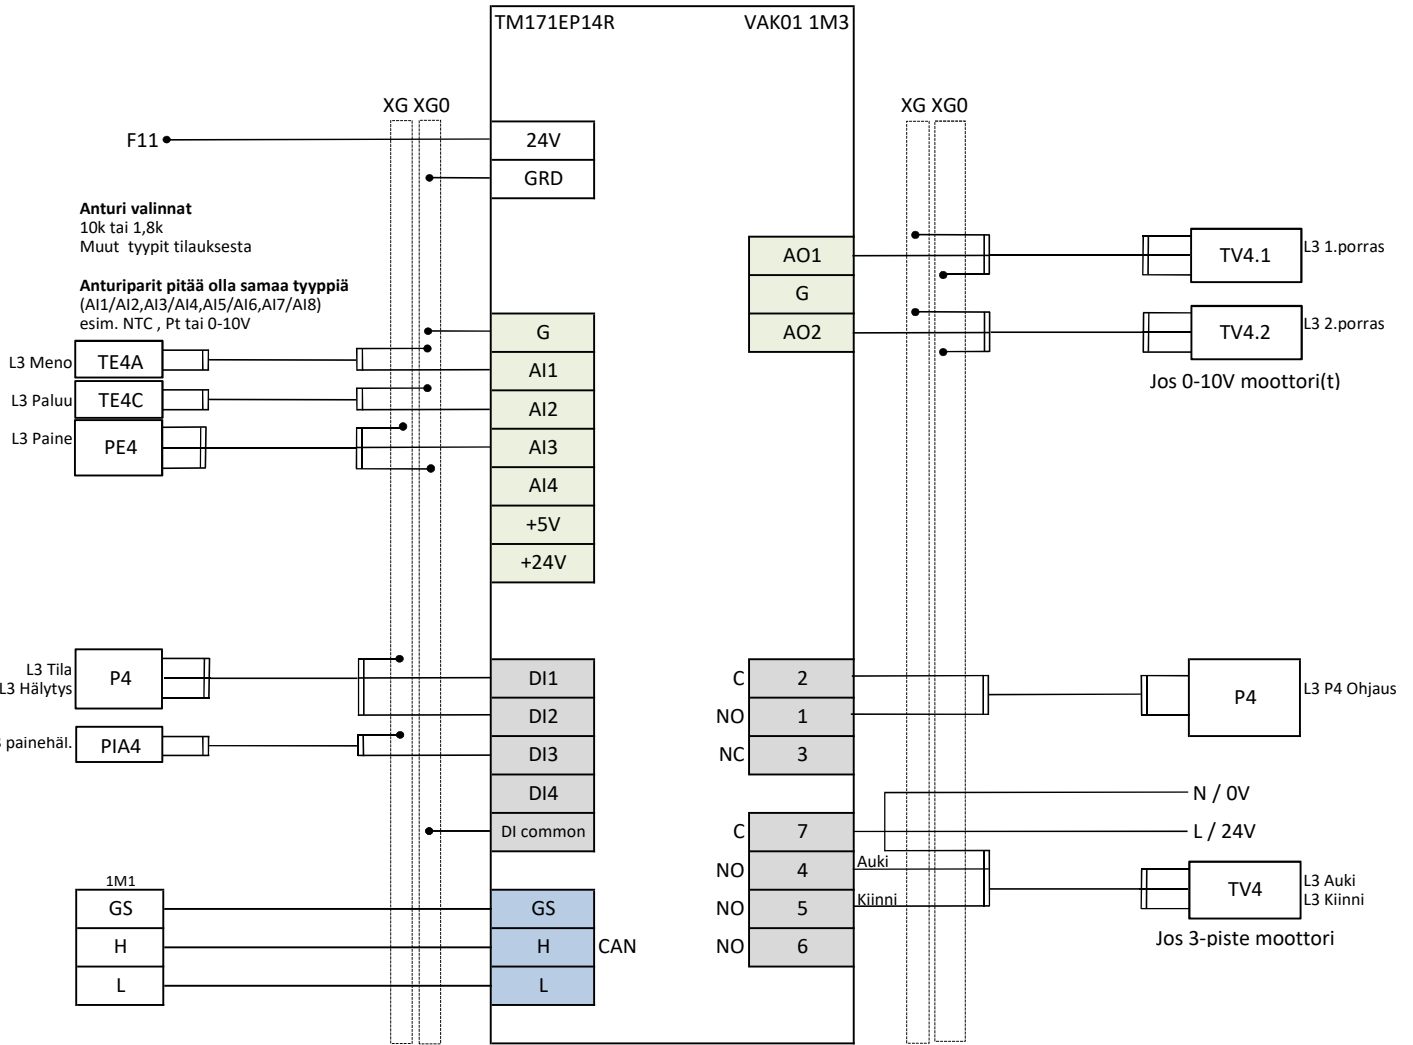 TM171EP14R
VAK01 1M3
XG XG0
XG XG0
F11
24V
GRD
Anturi valinnat
10k tai 1,8k
Muut tyypit tilauksesta
Anturiparit pitää olla samaa tyyppiä
(AI1/AI2,AI3/AI4,AI5/AI6,AI7/AI8)
esim. NTC , Pt tai 0-10V
L3 Meno
TE4A
L3 Paluu
TE4C
L3 Paine
PE4
G
AI1
AI2
AI3
AI4
+5V
+24V
AO1
G
AO2
TV4.1
L3 1.porras
TV4.2
L3 2.porras
Jos 0-10V moottori(t)
L3 Tila
L3 Hälytys
P4
painehäl.
PIA4
DI1
DI2
DI3
DI4
DI common
C
2
NO
1
NC
3
P4
L3 P4 Ohjaus
N / 0V
L / 24V
C
7
NO
4
Auki
NO
5
Kiinni
NO
6
TV4
L3 Auki
L3 Kiinni
Jos 3-piste moottori
1M1
GS
H
L
GS
H
L
CAN